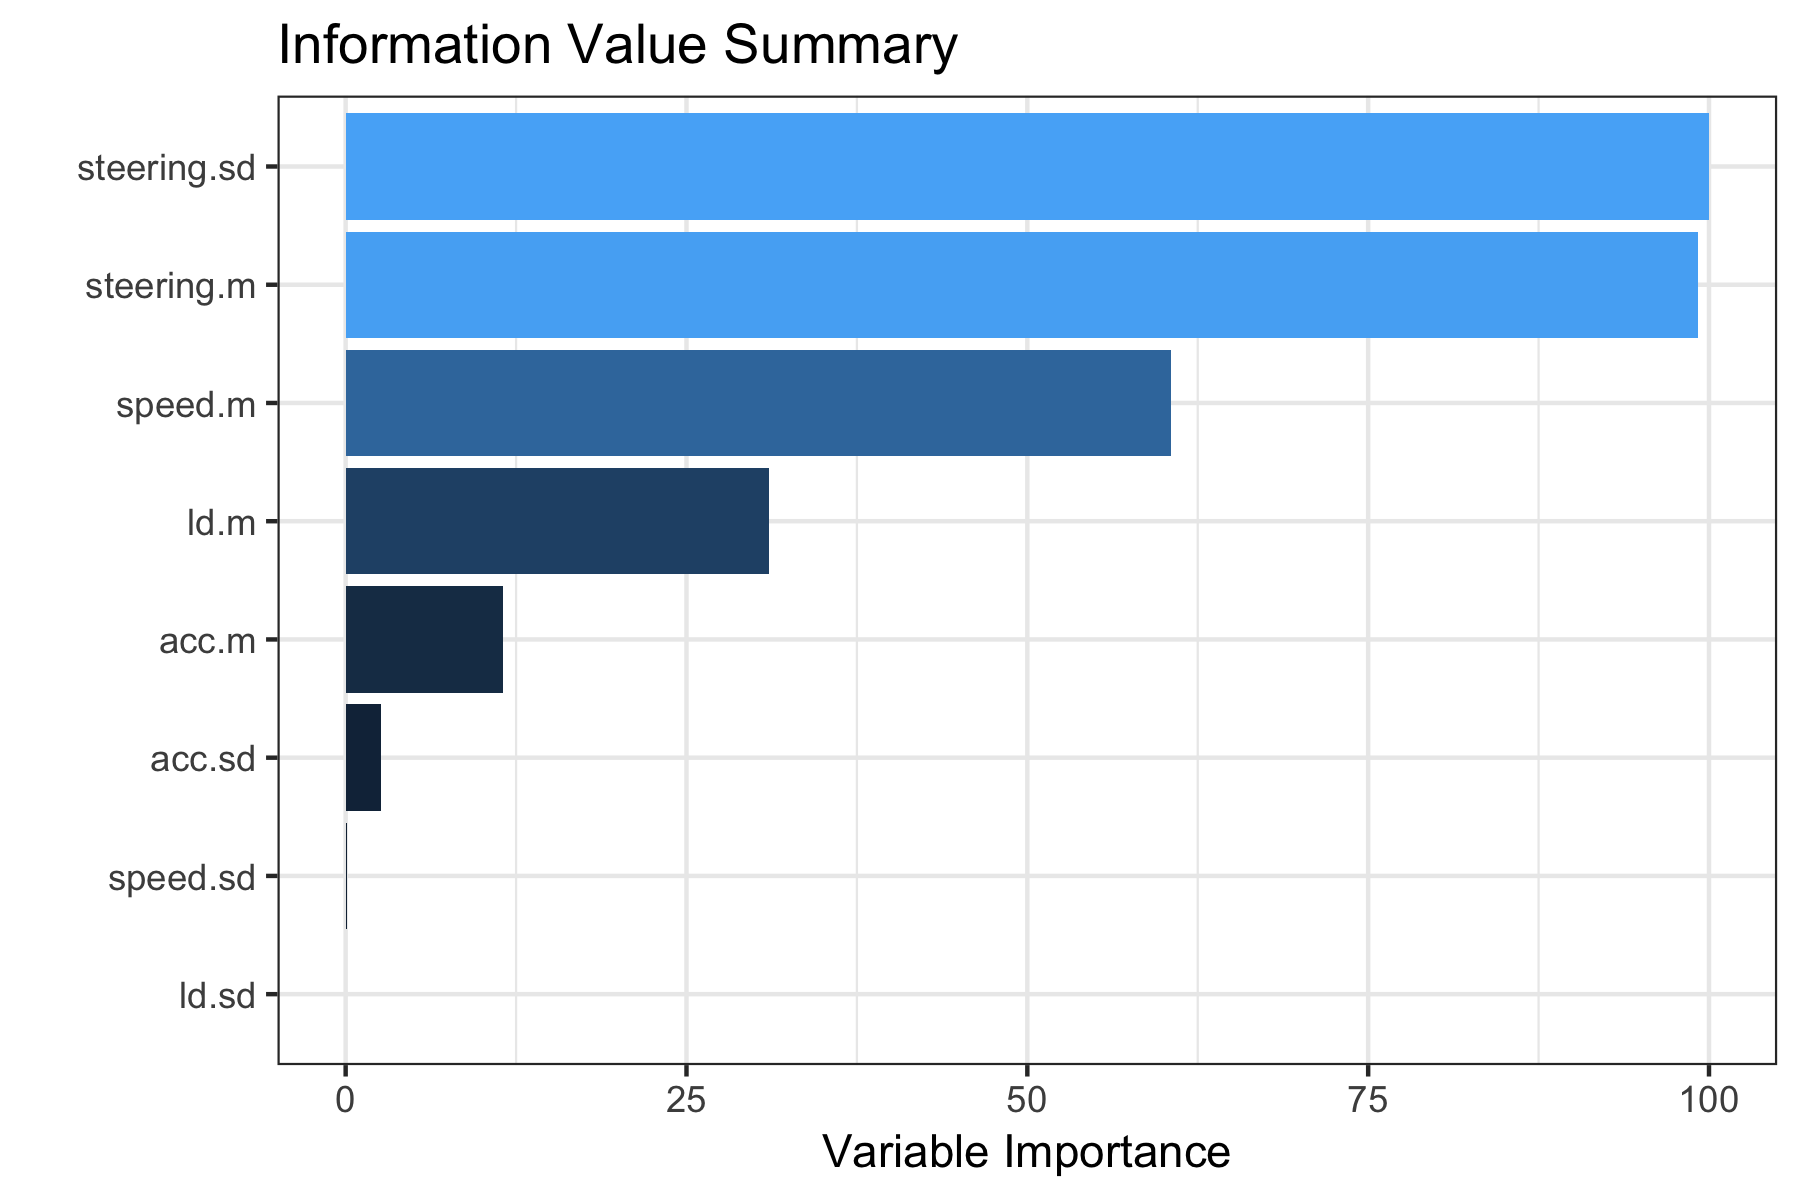 Information Value Summary
steering.sd
steering.m
speed.m
ld.m
acc.m
acc.sd
speed.sd
ld.sd
0 25 50 75 100
Variable Importance